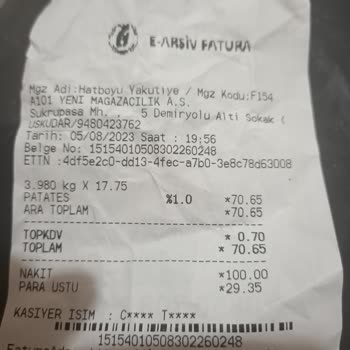 E-ARŞİV FATURA
Mgz Adi:Hatboyu Yakutiye / Mgz Kodu:F154
A101 YENİ MAGAZACILIK A.S.
Sukrupasa Mh. 5 Demiryolu Alti Sokak (
USKUDAR/9480423762
Tarih: 05/08/2023 Saat : 19:56
Belge No: 15154010508302260248
ETTN :4df5e2c0-dd13-4fec-a7b0-3e8c78d63008
3.980 kg X 17.75
PATATES %1.0 *70.65
ARA TOPLAM *70.65
TOPKDV * 0.70
TOPLAM * 70.65
NAKIT *100.00
PARA USTU *29.35
KASIYER ISIM : C**** T****
15154010508302260248